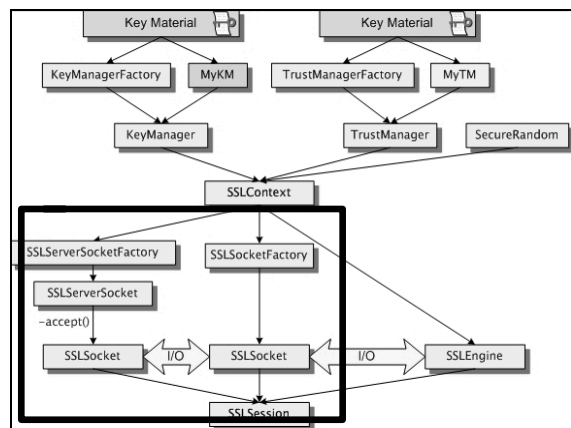 Key Material
Key Material
KeyManagerFactory
MyKM
TrustManagerFactory
MyTM
KeyManager
TrustManager
SecureRandom
SSLContext
SSLServerSocketFactory
SSLSocketFactory
SSLServerSocket
-accept()
SSLSocket
I/O
SSLSocket
I/O
SSLEngine
SSLSession